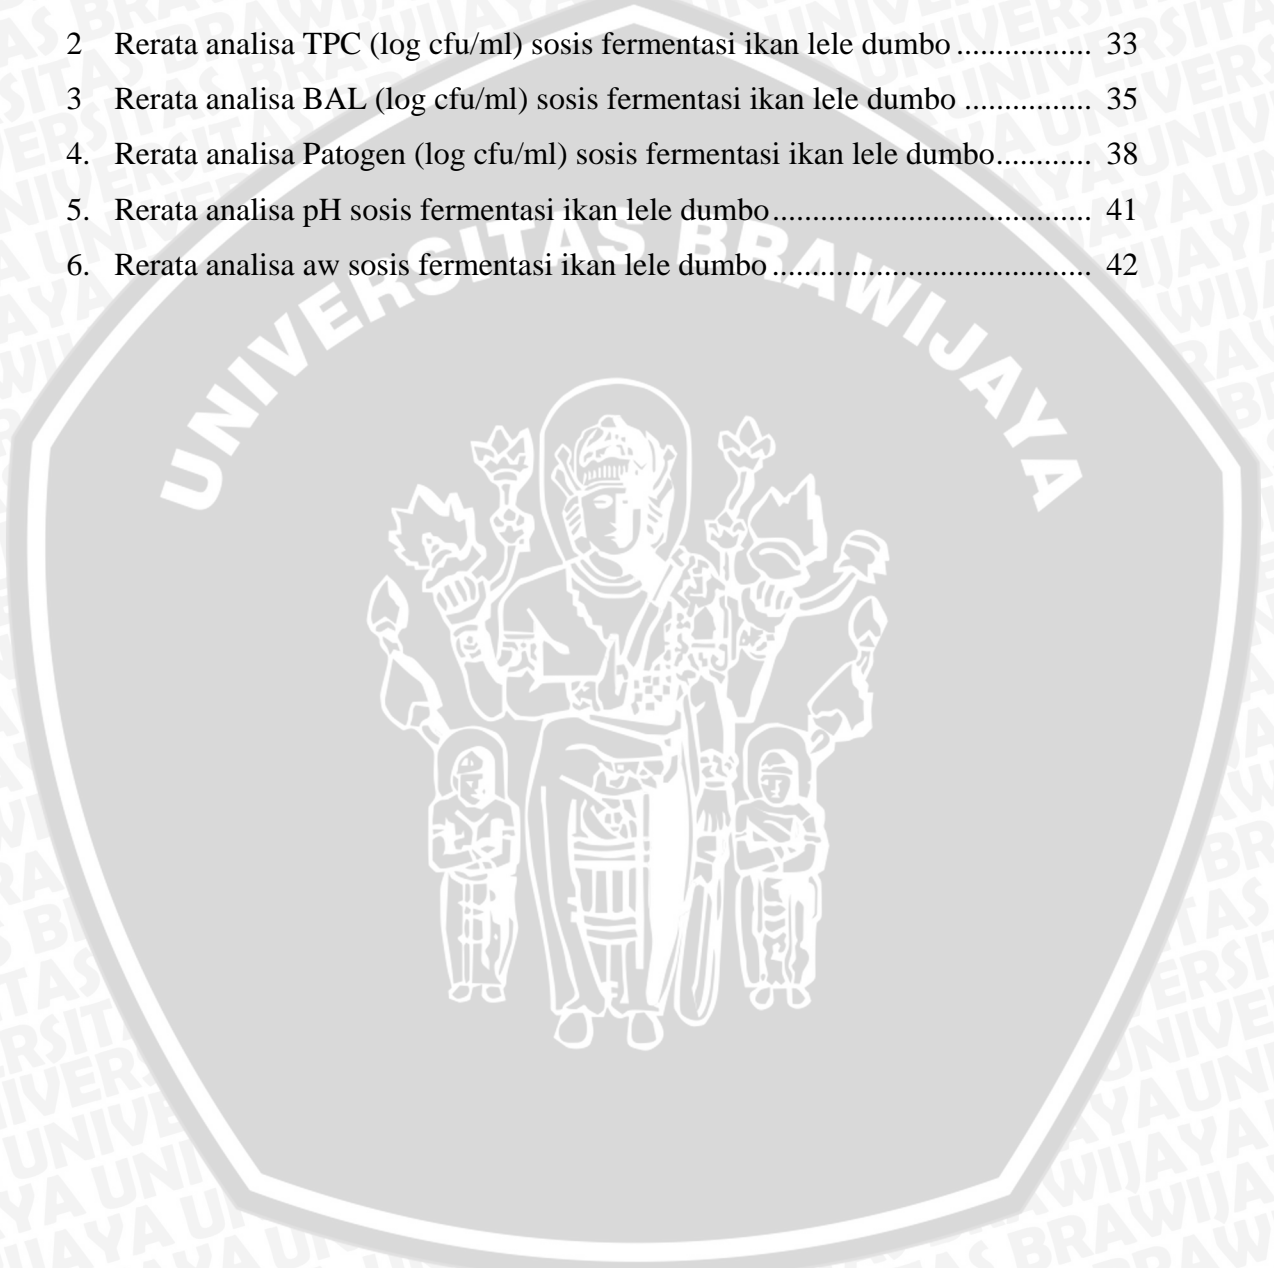 2 Rerata analisa TPC (log cfu/ml) sosis fermentasi ikan lele dumbo ................. 33
3 Rerata analisa BAL (log cfu/ml) sosis fermentasi ikan lele dumbo ................ 35
4. Rerata analisa Patogen (log cfu/ml) sosis fermentasi ikan lele dumbo............ 38
5. Rerata analisa pH sosis fermentasi ikan lele dumbo........................................ 41
6. Rerata analisa aw sosis fermentasi ikan lele dumbo ........................................ 42
UNIVERSITAS BRAWIJAYA